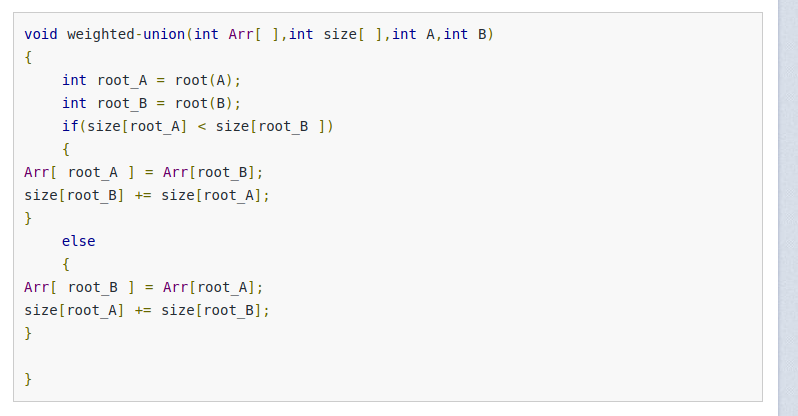 void weighted-union(int Arr[ ],int size[ ],int A,int B)
{
int root_A = root(A);
int root_B = root(B);
if(size[root_A] < size[root_B ])
{
Arr[ root_A ] = Arr[root_B];
size[root_B] += size[root_A];
}
else
{
Arr[ root_B ] = Arr[root_A];
size[root_A] += size[root_B];
}
}